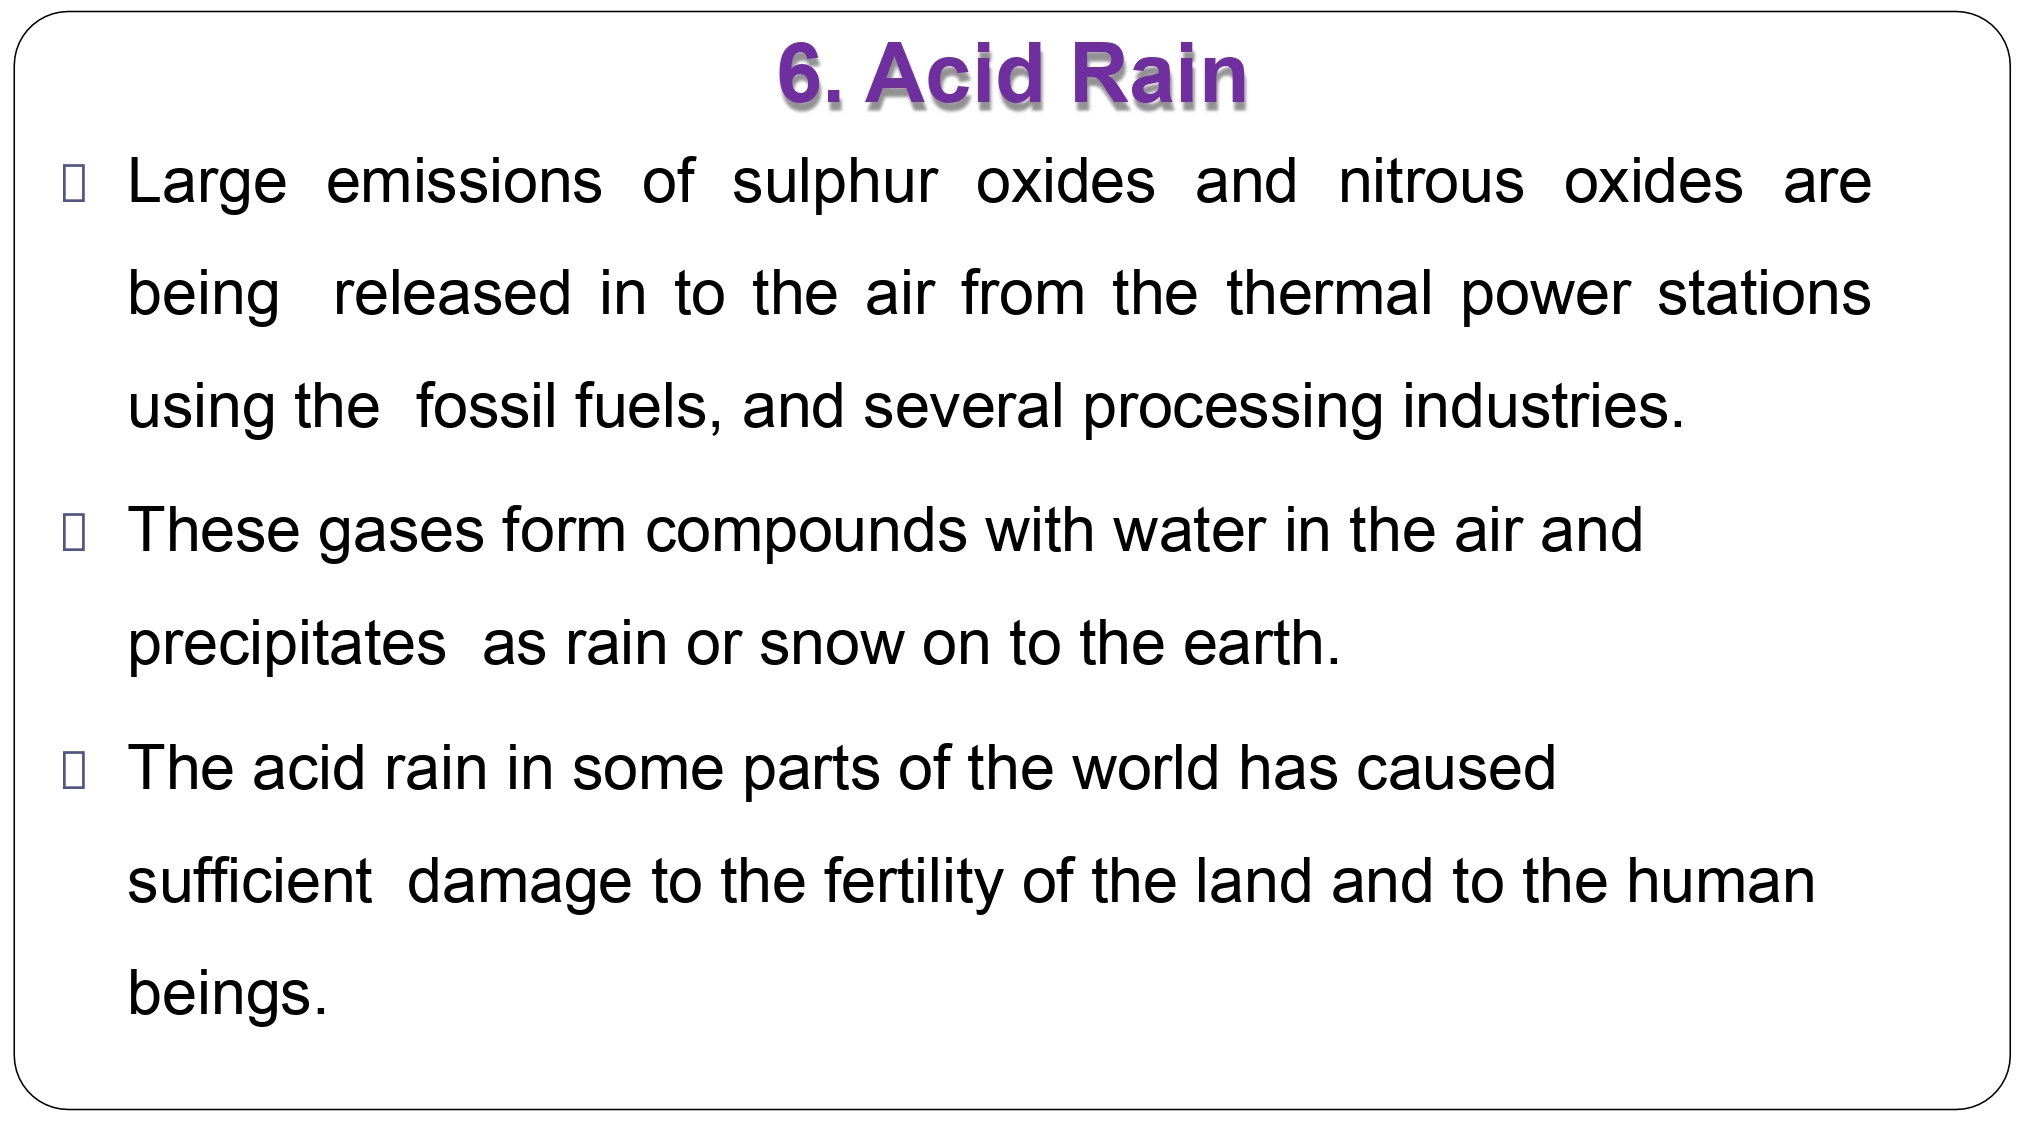 6. Acid Rain
Large emissions of sulphur oxides and nitrous oxides are
being released in to the air from the thermal power stations
using the fossil fuels, and several processing industries.
These gases form compounds with water in the air and
precipitates as rain or snow on to the earth.
The acid rain in some parts of the world has caused
sufficient damage to the fertility of the land and to the human
beings.